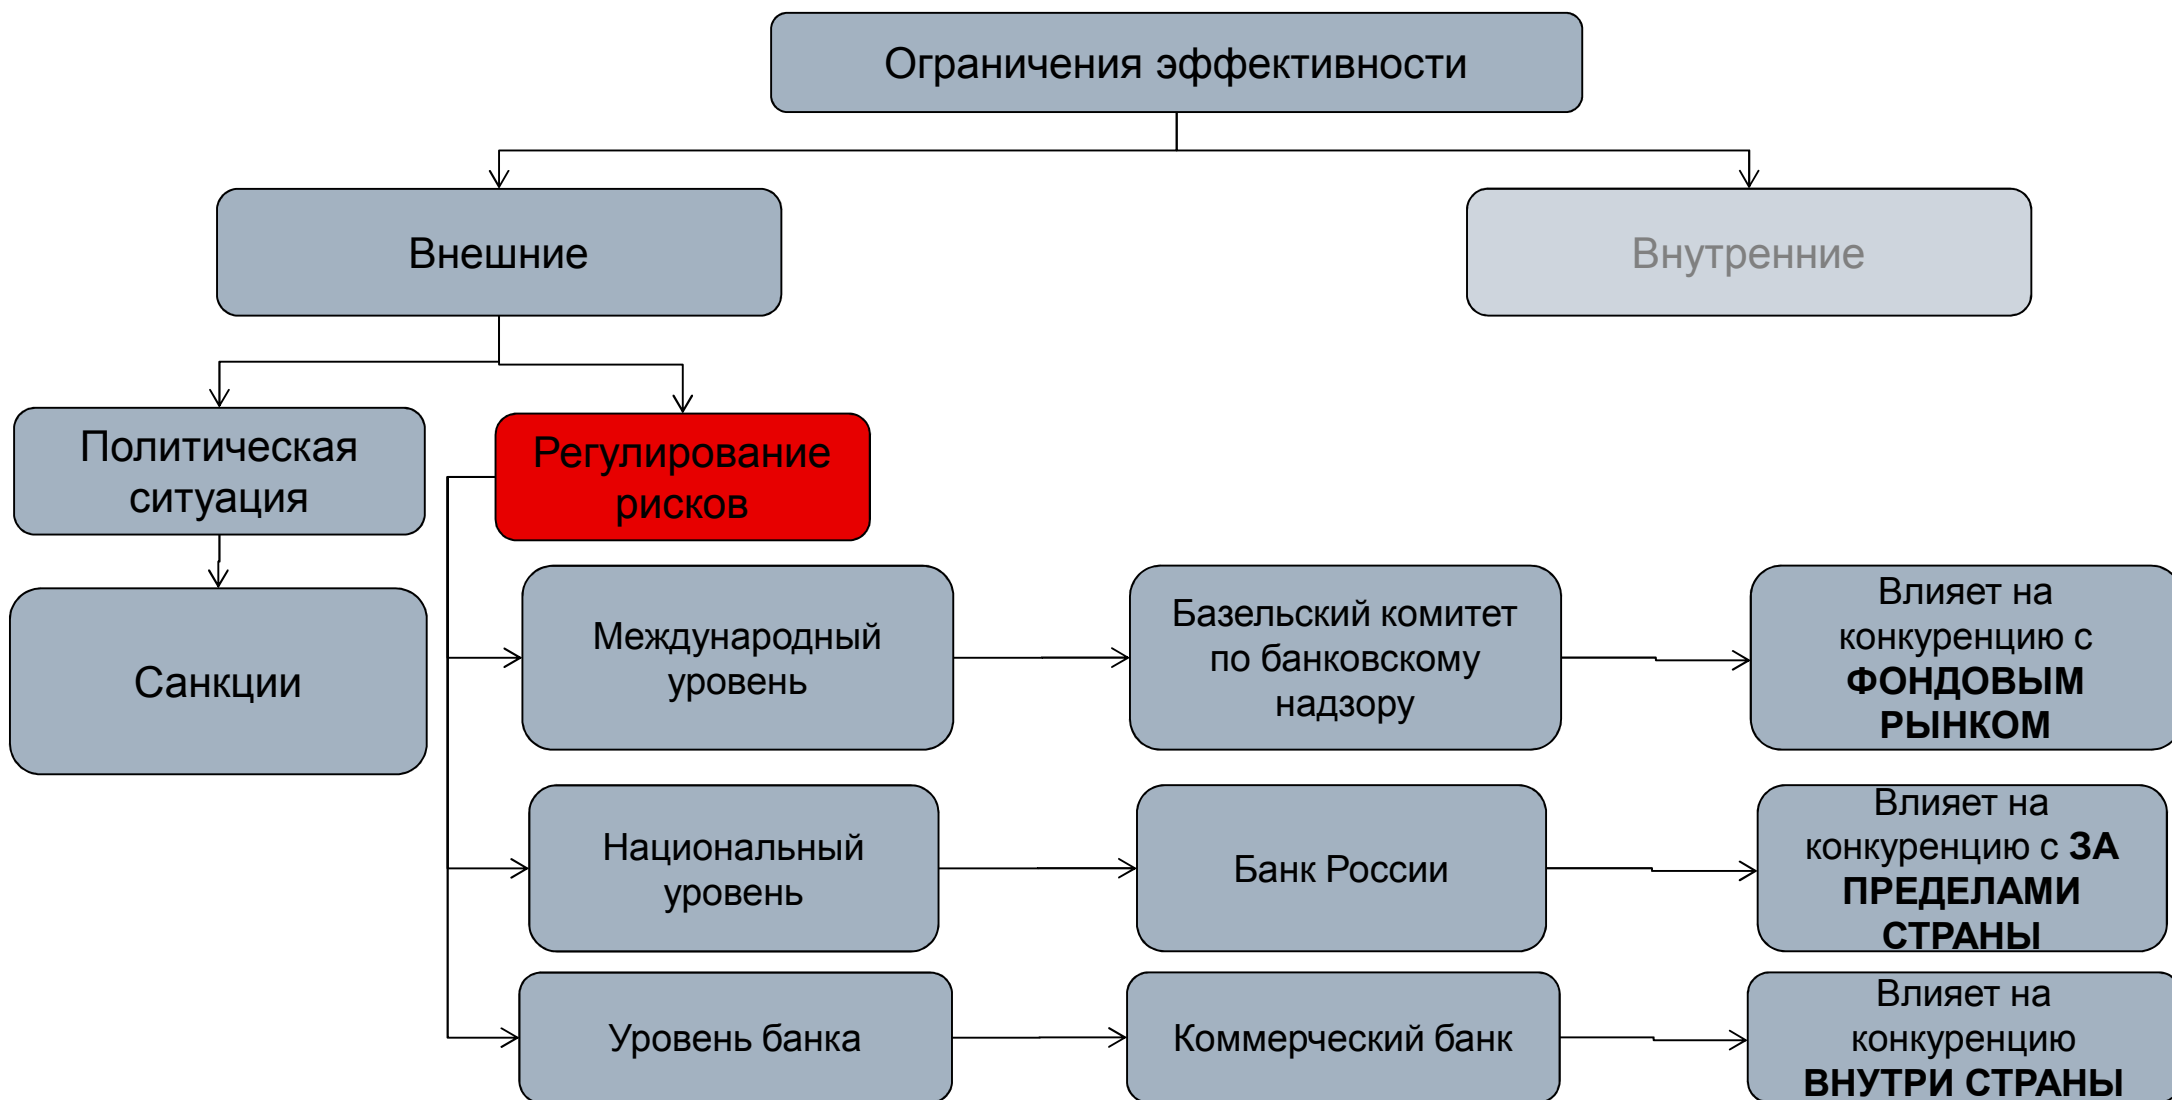 Ограничения эффективности
Внешние
Внутренние
Политическая
ситуация
Регулирование
рисков
Санкции
Международный
уровень
Базельский комитет
по банковскому
надзору
Влияет на
конкуренцию с
ФОНДОВЫМ
РЫНКОМ
Национальный
уровень
Банк России
Влияет на
конкуренцию с ЗА
ПРЕДЕЛАМИ
СТРАНЫ
Уровень банка
Коммерческий банк
Влияет на
конкуренцию
ВНУТРИ СТРАНЫ